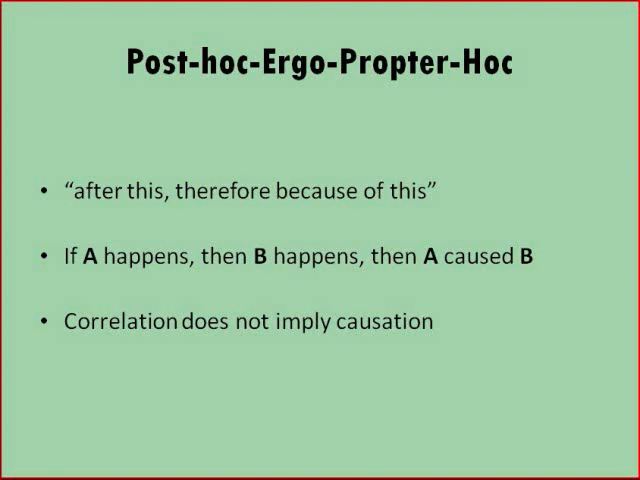 Post-hoc-Ergo-Propter-Hoc
• “after this, therefore because of this”
• If A happens, then B happens, then A caused B
• Correlation does not imply causation